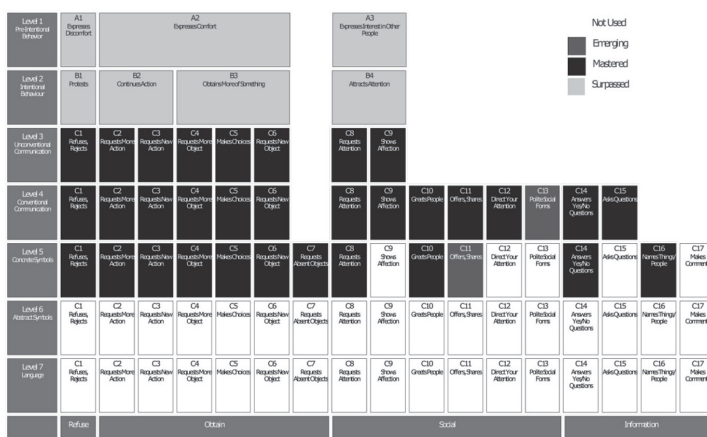 Level 1
Pre-Intentional
Behavior
A1
Expresses
Discomfort
A2
Expresses Comfort
A3
Expresses Interest in Other
People
Not Used
Emerging
Mastered
Surpassed
Level 2
Intentional
Behaviour
B1
Protests
B2
Continues Action
B3
Obtains More of Something
B4
Attracts Attention
Level 3
Unconventional
Communication
C1
Refuses,
Rejects
C2
Requests More
Action
C3
Requests New
Action
C4
Requests More
Object
C5
Makes Choices
C6
Requests New
Object
C8
Requests
Attention
C9
Shows
Affection
Level 4
Conventional
Communication
C1
Refuses,
Rejects
C2
Requests More
Action
C3
Requests New
Action
C4
Requests More
Object
C5
Makes Choices
C6
Requests New
Object
C8
Requests
Attention
C9
Shows
Affection
C10
Greets People
C11
Offers, Shares
C12
Direct Your
Attention
C13
Polite Social
Forms
C14
Answers
Yes/No
Questions
C15
Asks Questions
Level 5
Concrete Symbols
C1
Refuses,
Rejects
C2
Requests More
Action
C3
Requests New
Action
C4
Requests More
Object
C5
Makes Choices
C6
Requests New
Object
C7
Requests
Absent Objects
C8
Requests
Attention
C9
Shows
Affection
C10
Greets People
C11
Offers, Shares
C12
Direct Your
Attention
C13
Polite Social
Forms
C14
Answers
Yes/No
Questions
C15
Asks Questions
C16
Names Things/
People
C17
Makes
Comment
Level 6
Abstract Symbols
C1
Refuses,
Rejects
C2
Requests More
Action
C3
Requests New
Action
C4
Requests More
Object
C5
Makes Choices
C6
Requests New
Object
C7
Requests
Absent Objects
C8
Requests
Attention
C9
Shows
Affection
C10
Greets People
C11
Offers, Shares
C12
Direct Your
Attention
C13
Polite Social
Forms
C14
Answers
Yes/No
Questions
C15
Asks Questions
C16
Names Things/
People
C17
Makes
Comment
Level 7
Language
C1
Refuses,
Rejects
C2
Requests More
Action
C3
Requests New
Action
C4
Requests More
Object
C5
Makes Choices
C6
Requests New
Object
C7
Requests
Absent Objects
C8
Requests
Attention
C9
Shows
Affection
C10
Greets People
C11
Offers, Shares
C12
Direct Your
Attention
C13
Polite Social
Forms
C14
Answers
Yes/No
Questions
C15
Asks Questions
C16
Names Things/
People
C17
Makes
Comment
Refuse
Obtain
Social
Information